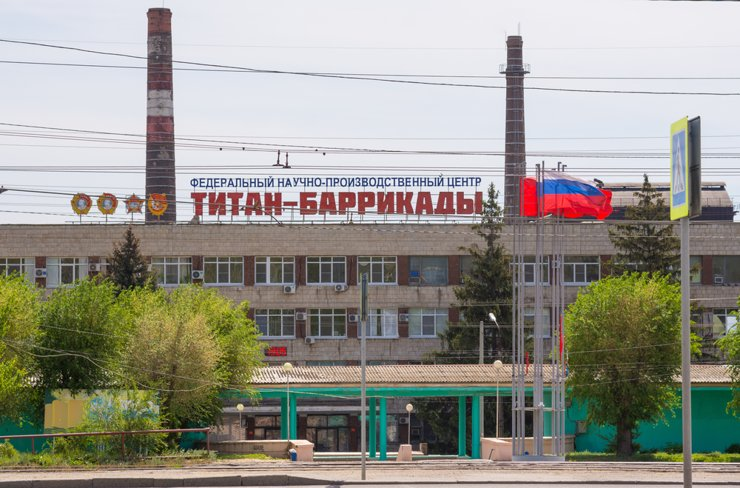 ФЕДЕРАЛЬНЫЙ НАУЧНО-ПРОИЗВОДСТВЕННЫЙ ЦЕНТР
ТИТАН-БАРРИКАДЫ